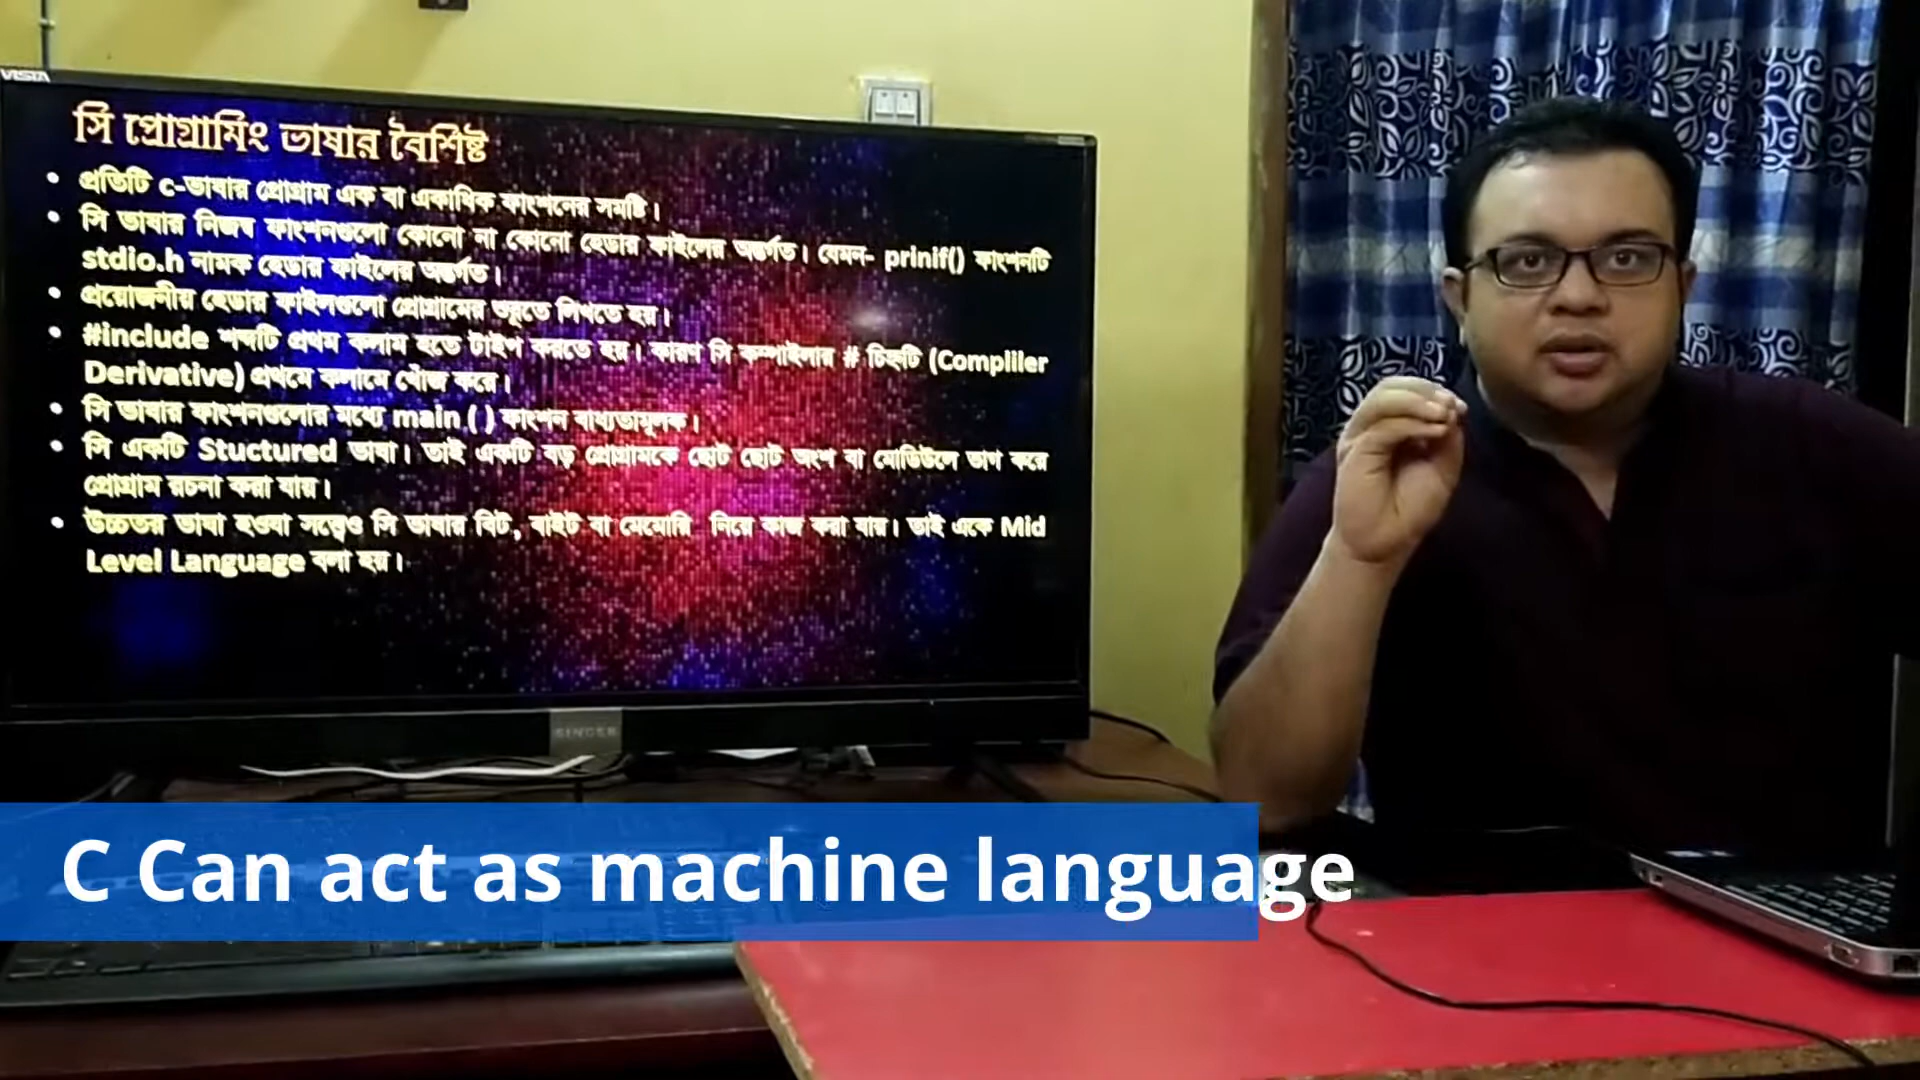 VISTA
সি প্রোগ্রামিং ভাষার বৈশিষ্ট
• প্রতিটি c-ভাষার প্রোগ্রাম এক বা একাধিক ফাংশনের সমষ্টি।
• সি ভাষার নিজস্ব ফাংশনগুলো কোনো না কোনো হেডার ফাইলের অন্তর্গত। যেমন- prinif() ফাংশনটি
stdio.h নামক হেডার ফাইলের অন্তর্গত।
• প্রয়োজনীয় হেডার ফাইলগুলো প্রোগ্রামের শুরুতে লিখতে হয়।
• #include শব্দটি প্রথম কলাম হতে টাইপ করতে হয়। কারণ সি কম্পাইলার # চিহ্নটি (Compliler
Derivative) প্রথমে কলামে খোঁজ করে।
• সি ভাষার ফাংশনগুলোর মধ্যে main ( ) ফাংশন বাধ্যতামূলক।
• সি একটি Stuctured ভাষা। তাই একটি বড় প্রোগ্রামকে ছোট ছোট অংশ বা মোডিউলে ভাগ করে
প্রোগ্রাম রচনা করা যায়।
• উচ্চতর ভাষা হওযা সত্ত্বেও সি ভাষার বিট, বাইট বা মেমোরি নিয়ে কাজ করা যায়। তাই একে Mid
Level Language বলা হয়।
SINGER
C Can act as machine language